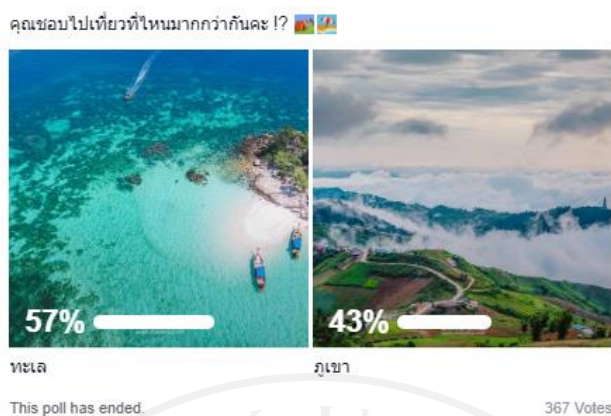 คุณชอบไปเที่ยวที่ไหนมากกว่ากันคะ !? 🏕️🏖️
57% 43%
ทะเล ภูเขา
This poll has ended. 367 Votes